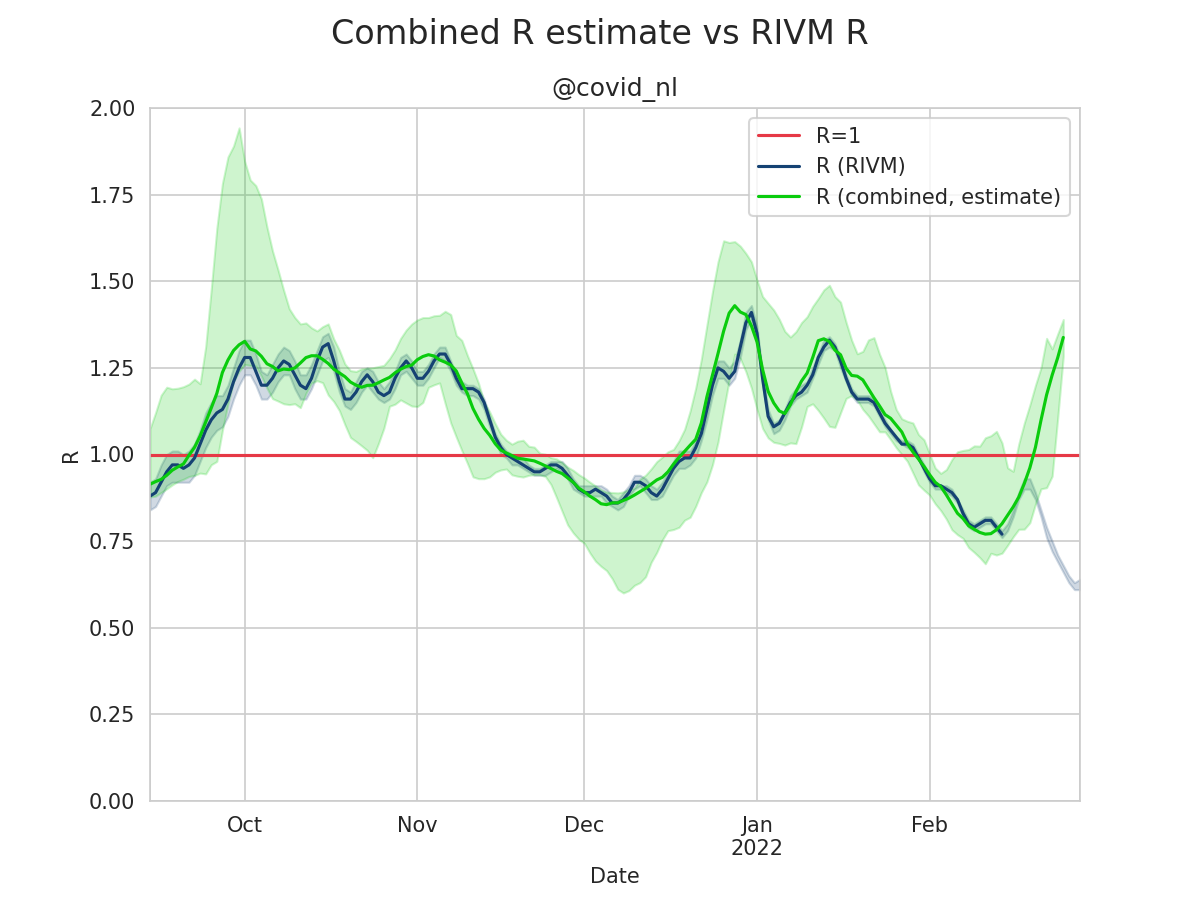 Combined R estimate vs RIVM R
@covid_nl
R=1
R (RIVM)
R (combined, estimate)
2.00
1.75
1.50
1.25
1.00
0.75
0.50
0.25
0.00
R
Oct
Nov
Dec
Jan
2022
Feb
Date